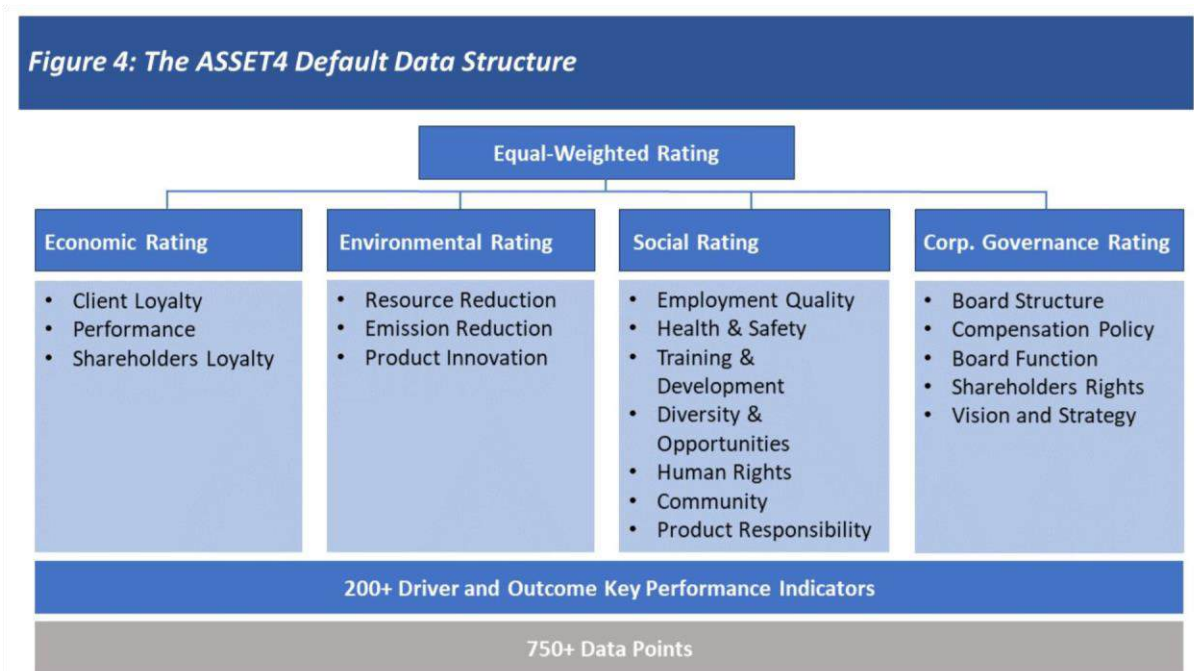 Figure 4: The ASSET4 Default Data Structure
Equal-Weighted Rating
Economic Rating
• Client Loyalty
• Performance
• Shareholders Loyalty
Environmental Rating
• Resource Reduction
• Emission Reduction
• Product Innovation
Social Rating
• Employment Quality
• Health & Safety
• Training &
Development
• Diversity &
Opportunities
• Human Rights
• Community
• Product Responsibility
Corp. Governance Rating
• Board Structure
• Compensation Policy
• Board Function
• Shareholders Rights
• Vision and Strategy
200+ Driver and Outcome Key Performance Indicators
750+ Data Points